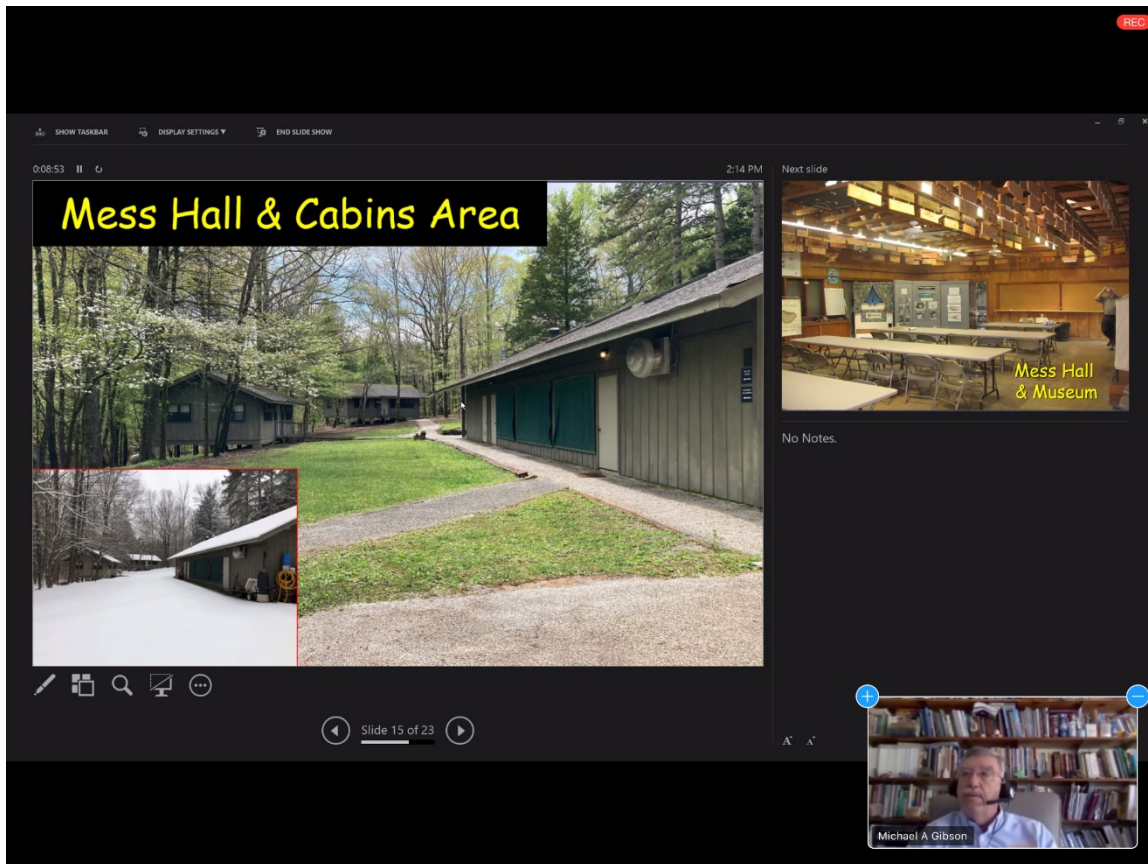 REC
SHOW TASKBAR
DISPLAY SETTINGS ▼
END SLIDE SHOW
0:08:53
2:14 PM
Next slide
Mess Hall & Cabins Area
Mess Hall
& Museum
No Notes.
Slide 15 of 23
A A
Michael A Gibson